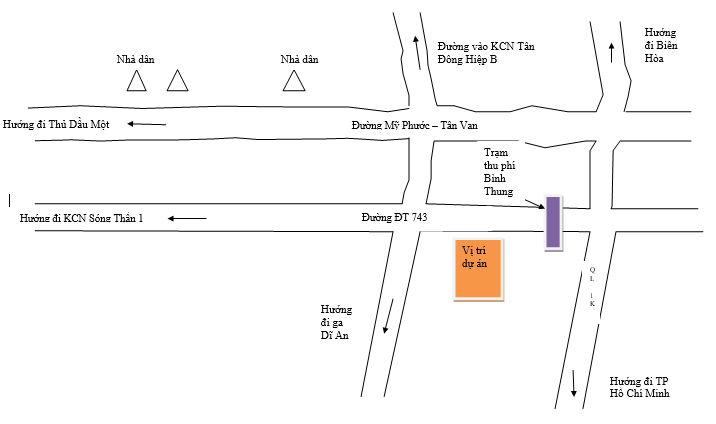 Nhà dân
Nhà dân
Đường vào KCN Tân
Đông Hiệp B
Hướng
đi Biên
Hòa
Hướng đi Thủ Dầu Một
Đường Mỹ Phước – Tân Vạn
Trạm
thu phí
Bình
Thung
Hướng đi KCN Sóng Thần 1
Đường ĐT 743
Vị trí
dự án
QL
1K
Hướng
đi ga
Dĩ An
Hướng đi TP
Hồ Chí Minh